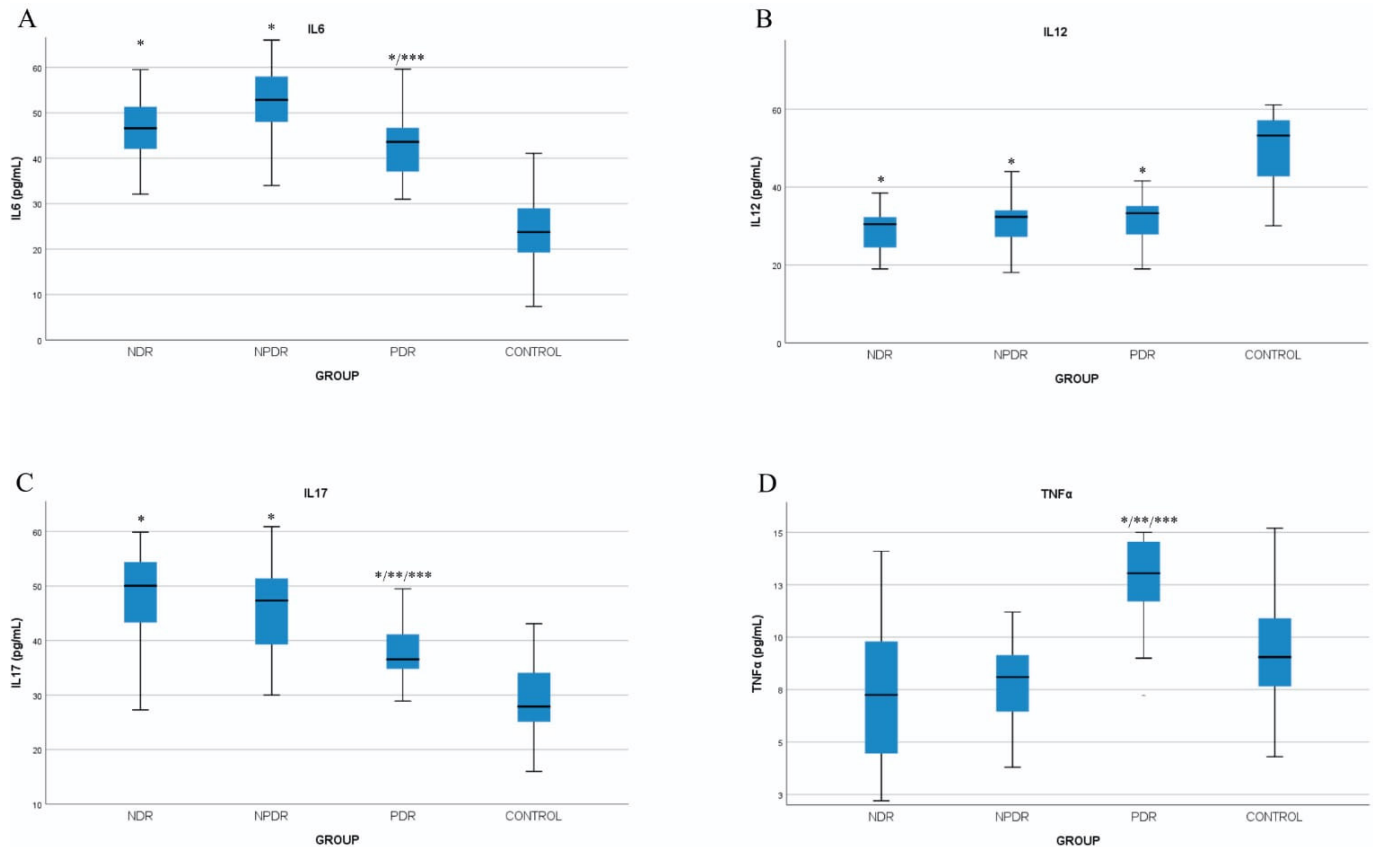 A
IL6
*
*
*/***
IL6 (pg/mL)
60
50
40
30
20
10
0
NDR NPDR PDR CONTROL
GROUP
B
IL12
*
*
*
IL12 (pg/mL)
60
40
20
0
NDR NPDR PDR CONTROL
GROUP
C
IL17
*
*
*/**/***
IL17 (pg/mL)
60
50
40
30
20
10
NDR NPDR PDR CONTROL
GROUP
D
TNFα
*/**/***
TNFα (pg/mL)
15
13
10
8
5
3
NDR NPDR PDR CONTROL
GROUP